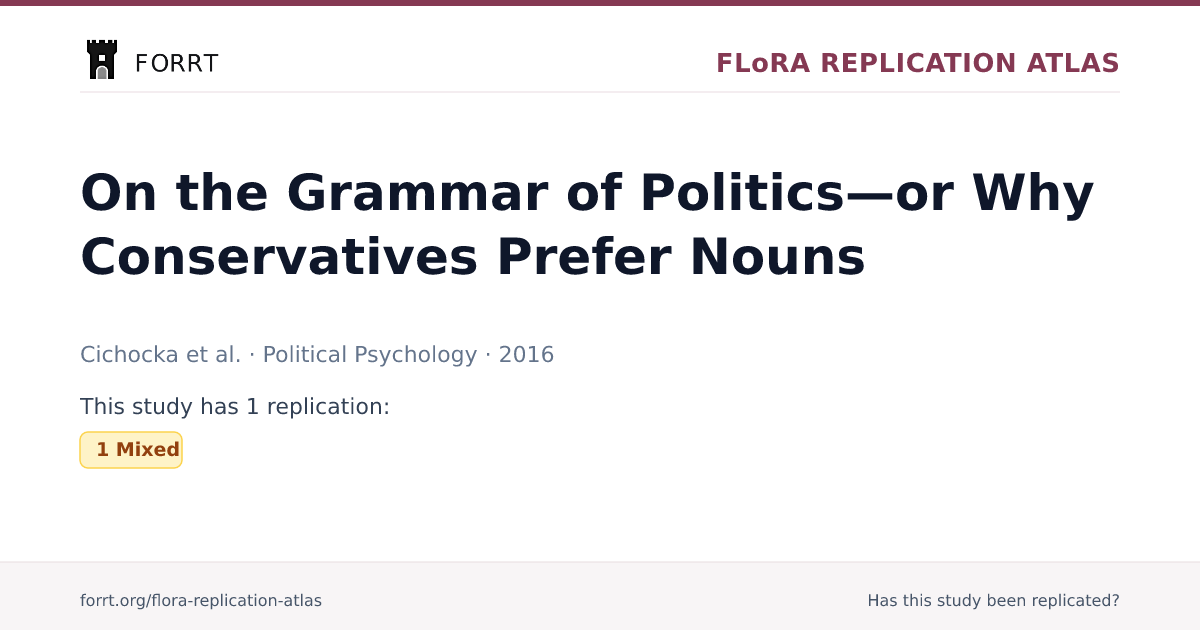 FORRT
FLoRA REPLICATION ATLAS
On the Grammar of Politics—or Why
Conservatives Prefer Nouns
Cichocka et al. · Political Psychology · 2016
This study has 1 replication:
1 Mixed
forrt.org/flora-replication-atlas
Has this study been replicated?